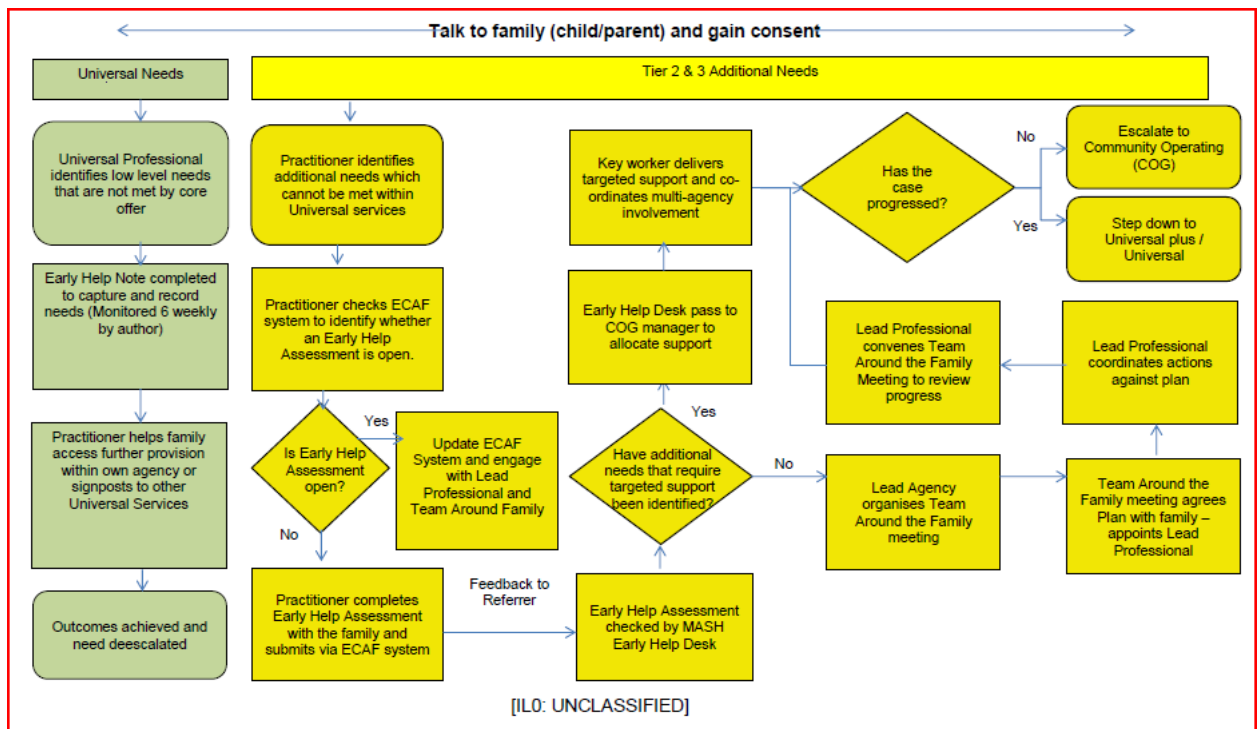 Talk to family (child/parent) and gain consent
Universal Needs
Tier 2 & 3 Additional Needs
Universal Professional
identifies low level needs
that are not met by core
offer
Early Help Note completed
to capture and record
needs (Monitored 6 weekly
by author)
Practitioner helps family
access further provision
within own agency or
signposts to other
Universal Services
Outcomes achieved and
need deescalated
Practitioner identifies
additional needs which
cannot be met within
Universal services
Practitioner checks ECAF
system to identify whether
an Early Help
Assessment is open.
Is Early Help
Assessment
open?
Yes
Update ECAF
System and engage
with Lead
Professional and
Team Around Family
No
Practitioner completes
Early Help Assessment
with the family and
submits via ECAF system
Feedback to
Referrer
Early Help Assessment
checked by MASH
Early Help Desk
Have additional
needs that require
targeted support
been identified?
Yes
Early Help Desk pass to
COG manager to
allocate support
Key worker delivers
targeted support and co-
ordinates multi-agency
involvement
No
Lead Agency
organises Team
Around the Family
meeting
Team Around the
Family meeting agrees
Plan with family –
appoints Lead
Professional
Lead Professional
coordinates actions
against plan
Lead Professional
convenes Team
Around the Family
Meeting to review
progress
Has the
case
progressed?
No
Escalate to
Community Operating
(COG)
Yes
Step down to
Universal plus /
Universal
[IL0: UNCLASSIFIED]